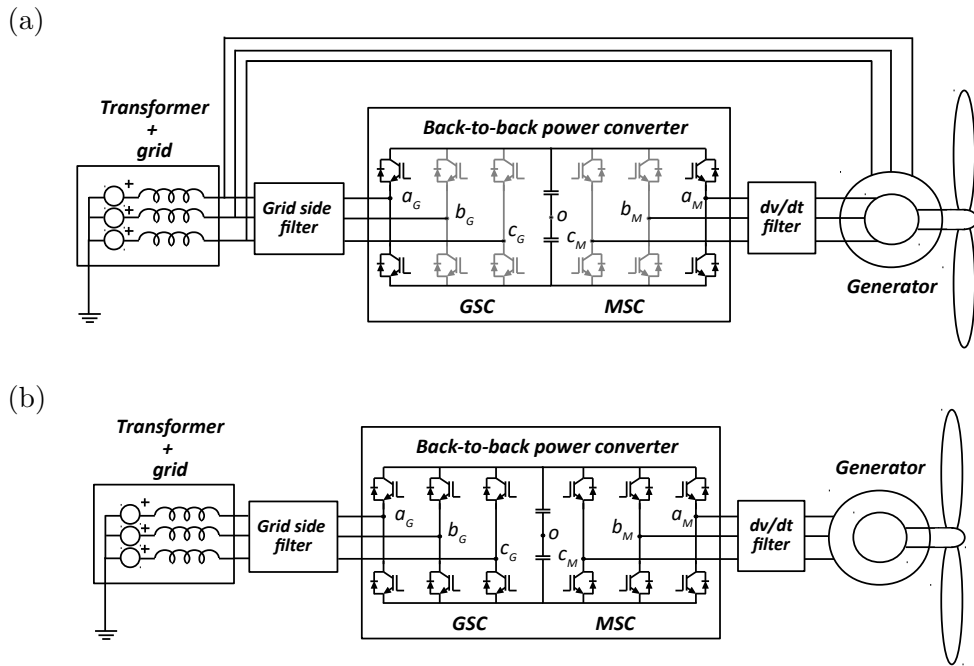 (a)
Transformer
+
grid
Back-to-back power converter
+
+
+
Grid side
filter
a_G
b_G
c_G
o
c_M
b_M
a_M
dv/dt
filter
GSC
MSC
Generator
(b)
Transformer
+
grid
Back-to-back power converter
Generator
+
+
+
Grid side
filter
a_G
b_G
c_G
o
c_M
b_M
a_M
dv/dt
filter
GSC
MSC